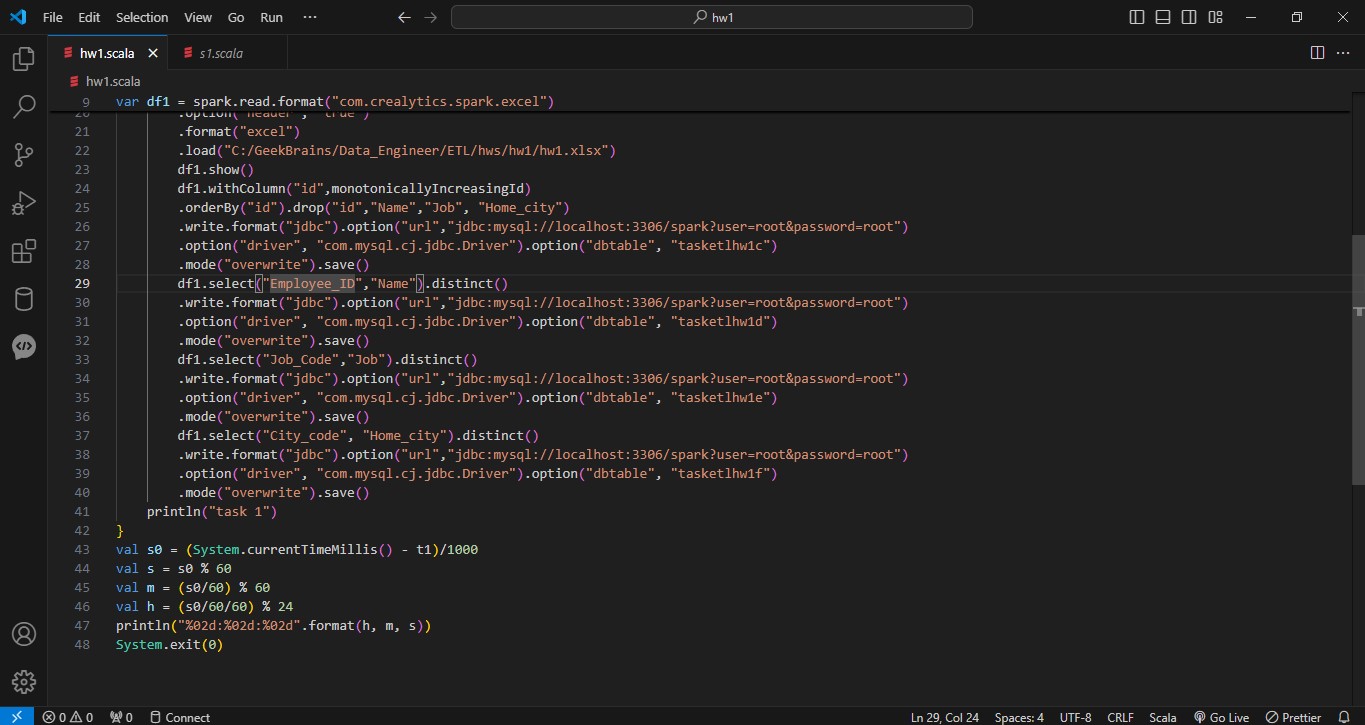 File Edit Selection View Go Run ··· hw1
hw1.scala s1.scala
hw1.scala
9 var df1 = spark.read.format("com.crealytics.spark.excel")
20 .option("header", "true")
21 .format("excel")
22 .load("C:/GeekBrains/Data_Engineer/ETL/hws/hw1/hw1.xlsx")
23 df1.show()
24 df1.withColumn("id",monotonicallyIncreasingId)
25 .orderBy("id").drop("id","Name","Job", "Home_city")
26 .write.format("jdbc").option("url","jdbc:mysql://localhost:3306/spark?user=root&password=root")
27 .option("driver", "com.mysql.cj.jdbc.Driver").option("dbtable", "tasketlhw1c")
28 .mode("overwrite").save()
29 df1.select("Employee_ID","Name").distinct()
30 .write.format("jdbc").option("url","jdbc:mysql://localhost:3306/spark?user=root&password=root")
31 .option("driver", "com.mysql.cj.jdbc.Driver").option("dbtable", "tasketlhw1d")
32 .mode("overwrite").save()
33 df1.select("Job_Code","Job").distinct()
34 .write.format("jdbc").option("url","jdbc:mysql://localhost:3306/spark?user=root&password=root")
35 .option("driver", "com.mysql.cj.jdbc.Driver").option("dbtable", "tasketlhw1e")
36 .mode("overwrite").save()
37 df1.select("City_code", "Home_city").distinct()
38 .write.format("jdbc").option("url","jdbc:mysql://localhost:3306/spark?user=root&password=root")
39 .option("driver", "com.mysql.cj.jdbc.Driver").option("dbtable", "tasketlhw1f")
40 .mode("overwrite").save()
41 println("task 1")
42 }
43 val s0 = (System.currentTimeMillis() - t1)/1000
44 val s = s0 % 60
45 val m = (s0/60) % 60
46 val h = (s0/60/60) % 24
47 println("%02d:%02d:%02d".format(h, m, s))
48 System.exit(0)
0 0 0 Connect Ln 29, Col 24 Spaces: 4 UTF-8 CRLF Scala Go Live Prettier